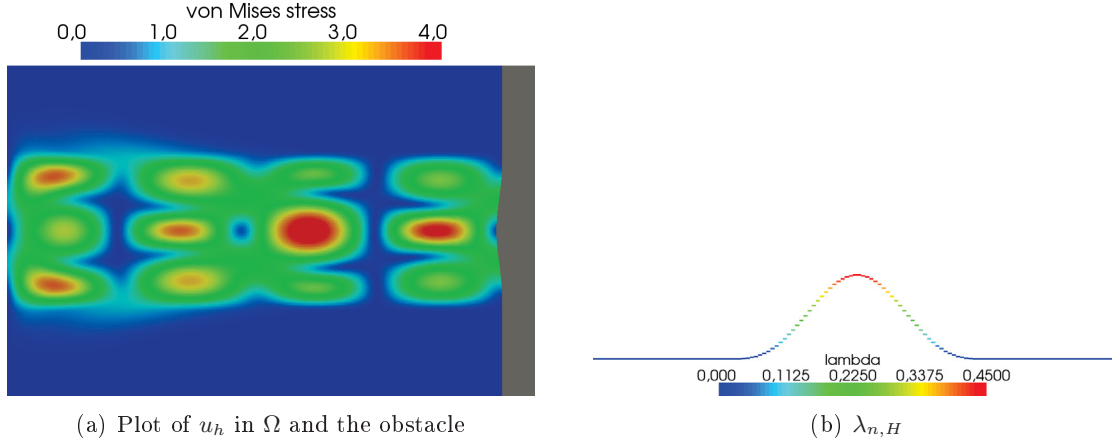 von Mises stress
0,0 1,0 2,0 3,0 4,0
(a) Plot of u_h in Ω and the obstacle
lambda
0,000 0,1125 0,2250 0,3375 0,4500
(b) λ_{n,H}